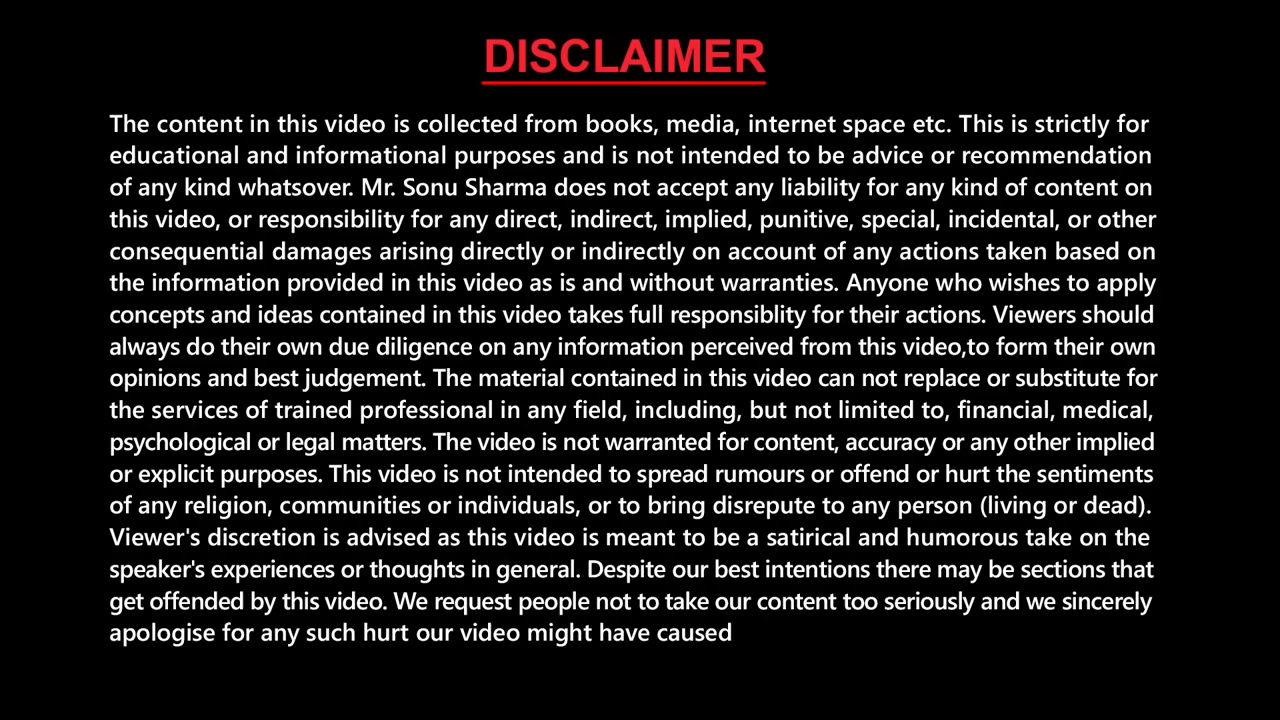 DISCLAIMER
The content in this video is collected from books, media, internet space etc. This is strictly for
educational and informational purposes and is not intended to be advice or recommendation
of any kind whatsover. Mr. Sonu Sharma does not accept any liability for any kind of content on
this video, or responsibility for any direct, indirect, implied, punitive, special, incidental, or other
consequential damages arising directly or indirectly on account of any actions taken based on
the information provided in this video as is and without warranties. Anyone who wishes to apply
concepts and ideas contained in this video takes full responsiblity for their actions. Viewers should
always do their own due diligence on any information perceived from this video,to form their own
opinions and best judgement. The material contained in this video can not replace or substitute for
the services of trained professional in any field, including, but not limited to, financial, medical,
psychological or legal matters. The video is not warranted for content, accuracy or any other implied
or explicit purposes. This video is not intended to spread rumours or offend or hurt the sentiments
of any religion, communities or individuals, or to bring disrepute to any person (living or dead).
Viewer's discretion is advised as this video is meant to be a satirical and humorous take on the
speaker's experiences or thoughts in general. Despite our best intentions there may be sections that
get offended by this video. We request people not to take our content too seriously and we sincerely
apologise for any such hurt our video might have caused